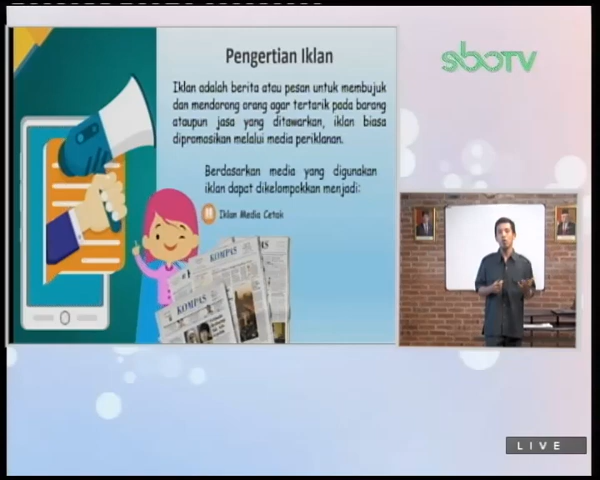 Pengertian Iklan
sboTV
Iklan adalah berita atau pesan untuk membujuk
dan mendorong orang agar tertarik pada barang
ataupun jasa yang ditawarkan, iklan biasa
dipromosikan melalui media periklanan.
Berdasarkan media yang digunakan
iklan dapat dikelompokkan menjadi:
Iklan Media Cetak
KOMPAS
KOMPAS
LIVE